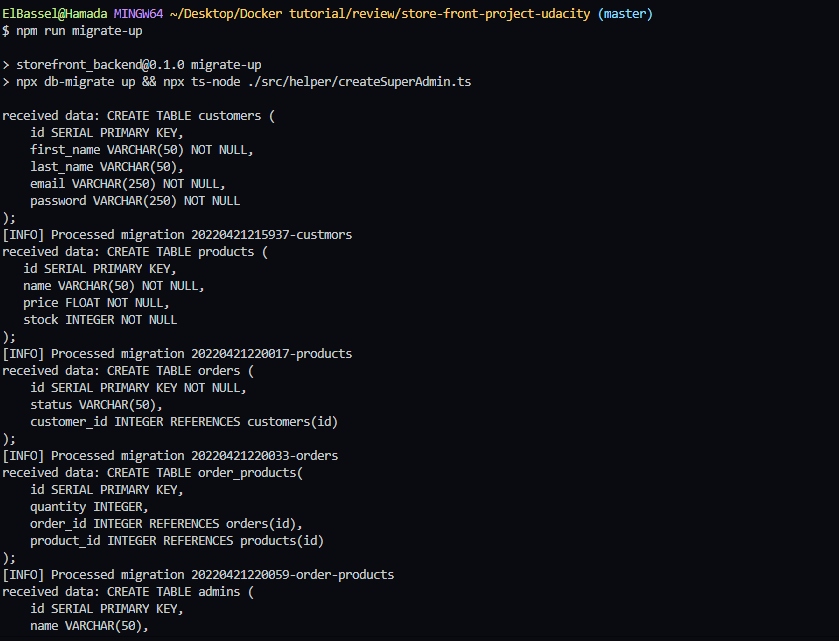 ElBassel@Hamada MINGW64 ~/Desktop/Docker tutorial/review/store-front-project-udacity (master)
$ npm run migrate-up
> storefront_backend@0.1.0 migrate-up
> npx db-migrate up && npx ts-node ./src/helper/createSuperAdmin.ts
received data: CREATE TABLE customers (
    id SERIAL PRIMARY KEY,
    first_name VARCHAR(50) NOT NULL,
    last_name VARCHAR(50),
    email VARCHAR(250) NOT NULL,
    password VARCHAR(250) NOT NULL
);
[INFO] Processed migration 20220421215937-custmors
received data: CREATE TABLE products (
   id SERIAL PRIMARY KEY,
   name VARCHAR(50) NOT NULL,
   price FLOAT NOT NULL,
   stock INTEGER NOT NULL
);
[INFO] Processed migration 20220421220017-products
received data: CREATE TABLE orders (
    id SERIAL PRIMARY KEY NOT NULL,
    status VARCHAR(50),
    customer_id INTEGER REFERENCES customers(id)
);
[INFO] Processed migration 20220421220033-orders
received data: CREATE TABLE order_products(
    id SERIAL PRIMARY KEY,
    quantity INTEGER,
    order_id INTEGER REFERENCES orders(id),
    product_id INTEGER REFERENCES products(id)
);
[INFO] Processed migration 20220421220059-order-products
received data: CREATE TABLE admins (
    id SERIAL PRIMARY KEY,
    name VARCHAR(50),